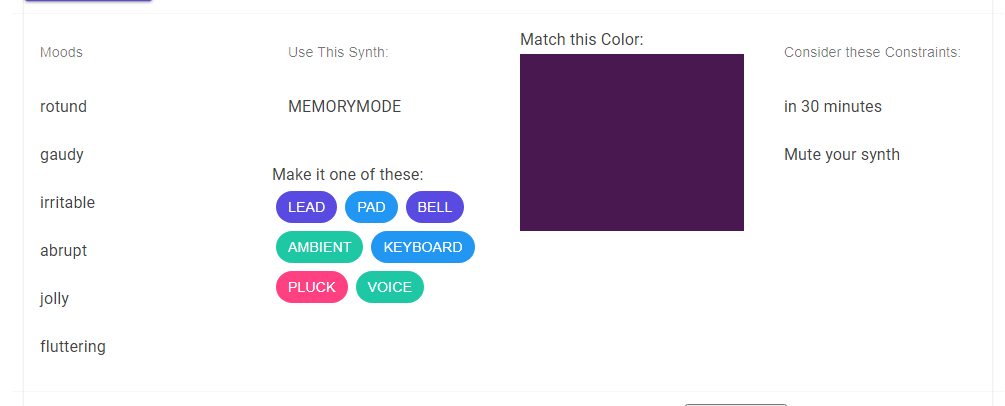 Moods
rotund
gaudy
irritable
abrupt
jolly
fluttering
Use This Synth:
MEMORYMODE
Make it one of these:
LEAD PAD BELL
AMBIENT KEYBOARD
PLUCK VOICE
Match this Color:
Consider these Constraints:
in 30 minutes
Mute your synth